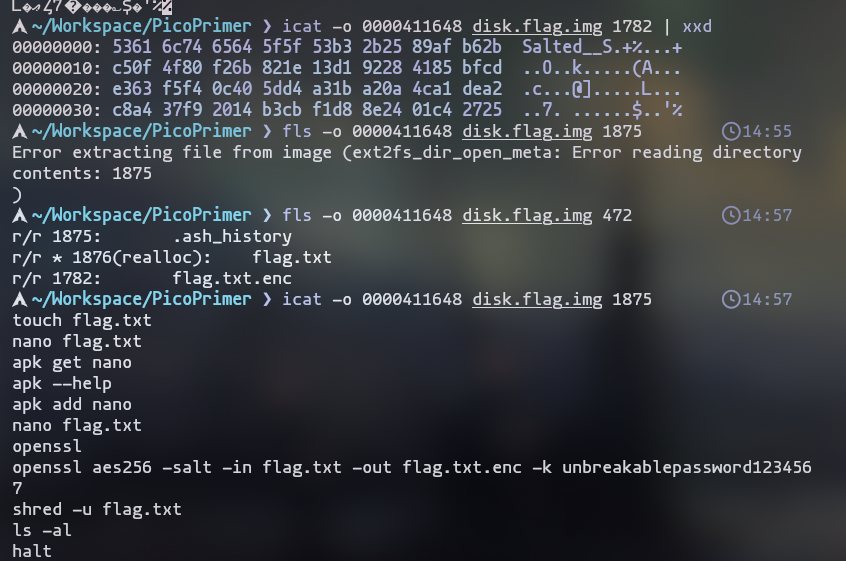 ~/Workspace/PicoPrimer ❯ icat -o 0000411648 disk.flag.img 1782 | xxd
00000000: 5361 6c74 6564 5f5f 53b3 2b25 89af b62b  Salted__S.+%...+
00000010: c50f 4f80 f26b 821e 13d1 9228 4185 bfcd  ..O..k.....(A...
00000020: e363 f5f4 0c40 5dd4 a31b a20a 4ca1 dea2  .c...@].....L...
00000030: c8a4 37f9 2014 b3cb f1d8 8e24 01c4 2725  ..7. ......$..'%
~/Workspace/PicoPrimer ❯ fls -o 0000411648 disk.flag.img 1875 14:55
Error extracting file from image (ext2fs_dir_open_meta: Error reading directory
contents: 1875
)
~/Workspace/PicoPrimer ❯ fls -o 0000411648 disk.flag.img 472 14:57
r/r 1875:       .ash_history
r/r * 1876(realloc):    flag.txt
r/r 1782:       flag.txt.enc
~/Workspace/PicoPrimer ❯ icat -o 0000411648 disk.flag.img 1875 14:57
touch flag.txt
nano flag.txt
apk get nano
apk --help
apk add nano
nano flag.txt
openssl
openssl aes256 -salt -in flag.txt -out flag.txt.enc -k unbreakablepassword123456
7
shred -u flag.txt
ls -al
halt